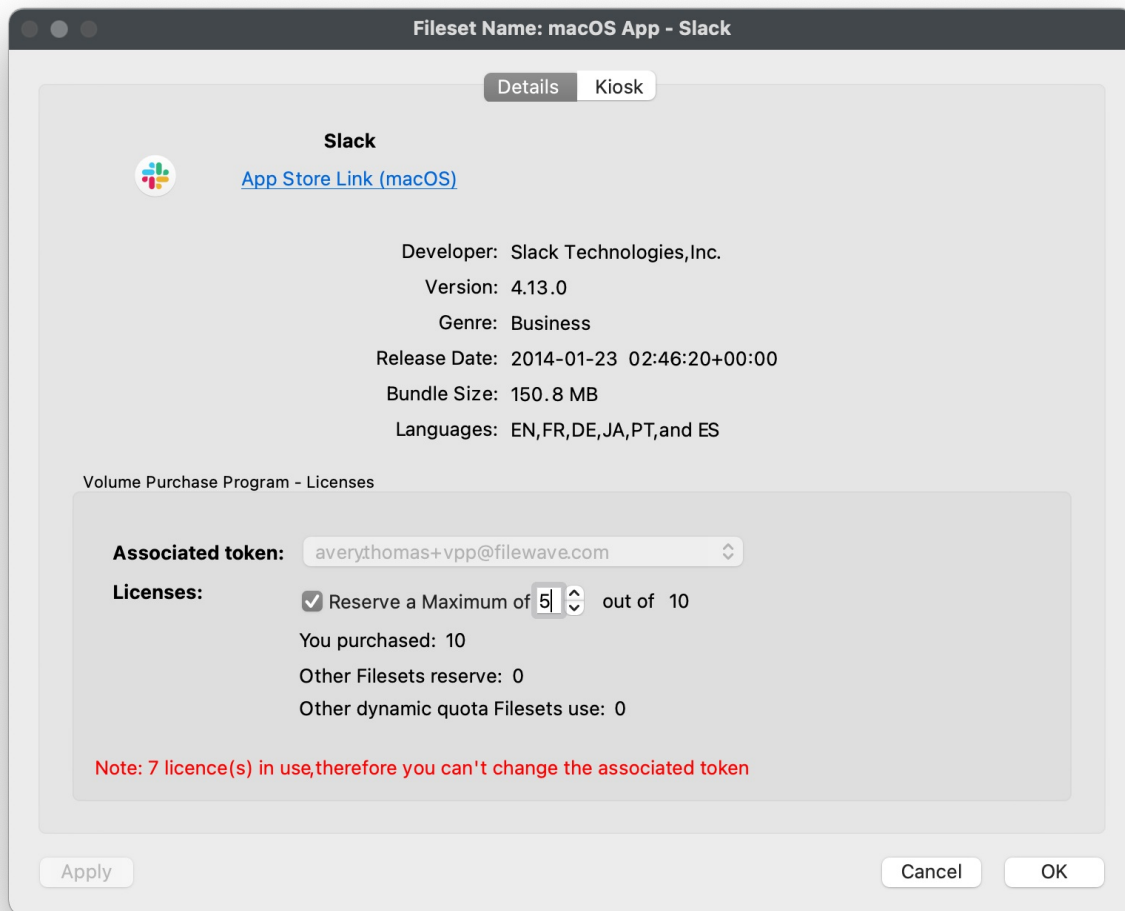 Fileset Name: macOS App - Slack
Details Kiosk
Slack
App Store Link (macOS)
Developer: Slack Technologies,Inc.
Version: 4.13.0
Genre: Business
Release Date: 2014-01-23 02:46:20+00:00
Bundle Size: 150.8 MB
Languages: EN,FR,DE,JA,PT,and ES
Volume Purchase Program - Licenses
Associated token: avery.thomas+vpp@filewave.com
Licenses: Reserve a Maximum of 5 out of 10
You purchased: 10
Other Filesets reserve: 0
Other dynamic quota Filesets use: 0
Note: 7 licence(s) in use,therefore you can't change the associated token
Apply Cancel OK